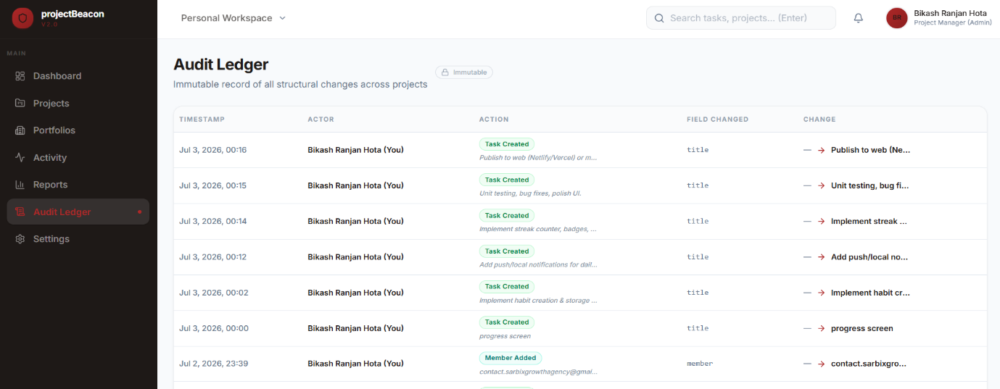 projectBeacon
V2.0
MAIN
Dashboard
Projects
Portfolios
Activity
Reports
Audit Ledger
Settings
Personal Workspace
Search tasks, projects... (Enter)
BR
Bikash Ranjan Hota
Project Manager (Admin)
Audit Ledger
Immutable record of all structural changes across projects
Immutable
TIMESTAMP ACTOR ACTION FIELD CHANGED CHANGE
Jul 3, 2026, 00:16 Bikash Ranjan Hota (You) Task Created title — → Publish to web (Ne...
Publish to web (Netlify/Vercel) or m...
Jul 3, 2026, 00:15 Bikash Ranjan Hota (You) Task Created title — → Unit testing, bug fi...
Unit testing, bug fixes, polish UI.
Jul 3, 2026, 00:14 Bikash Ranjan Hota (You) Task Created title — → Implement streak ...
Implement streak counter, badges, ...
Jul 3, 2026, 00:12 Bikash Ranjan Hota (You) Task Created title — → Add push/local no...
Add push/local notifications for dail...
Jul 3, 2026, 00:02 Bikash Ranjan Hota (You) Task Created title — → Implement habit cr...
Implement habit creation & storage ...
Jul 3, 2026, 00:00 Bikash Ranjan Hota (You) Task Created title — → progress screen
progress screen
Jul 2, 2026, 23:39 Bikash Ranjan Hota (You) Member Added member — → contact.sarbixgro...
contact.sarbixgrowthagency@gmai...